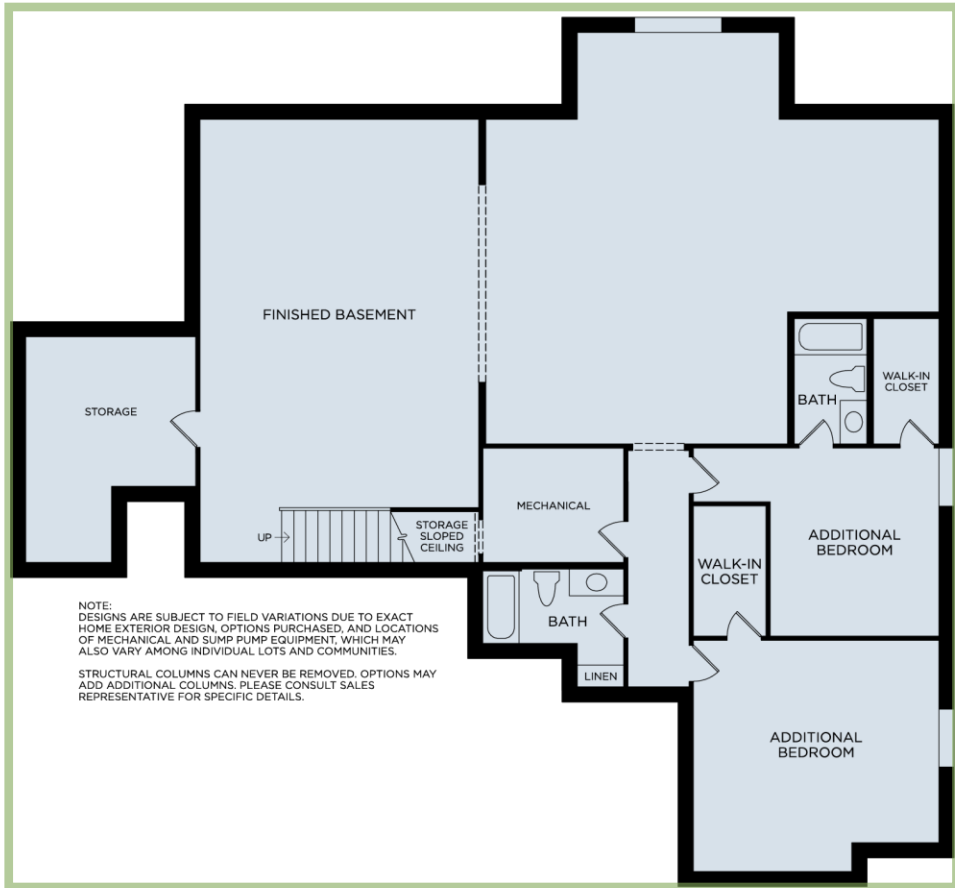 FINISHED BASEMENT
STORAGE
WALK-IN
CLOSET
BATH
MECHANICAL
UP
STORAGE
SLOPED
CEILING
ADDITIONAL
BEDROOM
WALK-IN
CLOSET
BATH
LINEN
ADDITIONAL
BEDROOM
NOTE:
DESIGNS ARE SUBJECT TO FIELD VARIATIONS DUE TO EXACT
HOME EXTERIOR DESIGN, OPTIONS PURCHASED, AND LOCATIONS
OF MECHANICAL AND SUMP PUMP EQUIPMENT, WHICH MAY
ALSO VARY AMONG INDIVIDUAL LOTS AND COMMUNITIES.
STRUCTURAL COLUMNS CAN NEVER BE REMOVED. OPTIONS MAY
ADD ADDITIONAL COLUMNS. PLEASE CONSULT SALES
REPRESENTATIVE FOR SPECIFIC DETAILS.